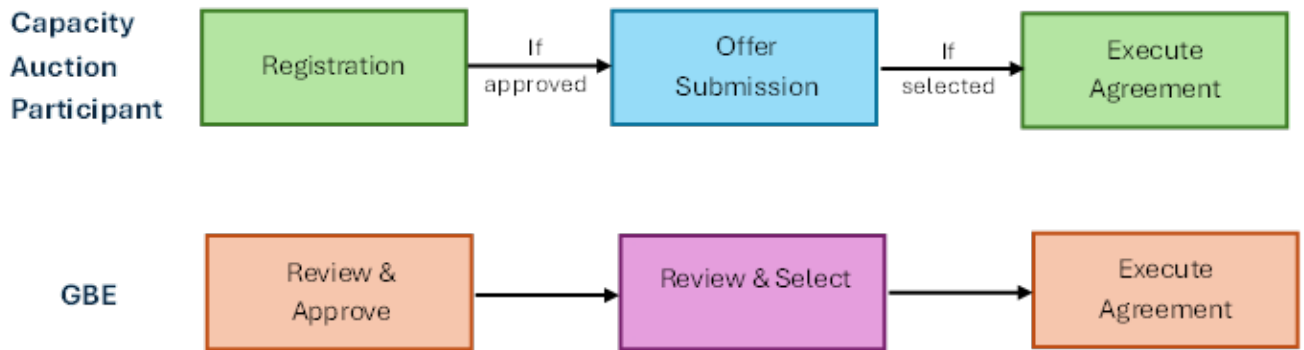 Capacity
Auction
Participant
Registration
If
approved
Offer
Submission
If
selected
Execute
Agreement
GBE
Review &
Approve
Review & Select
Execute
Agreement